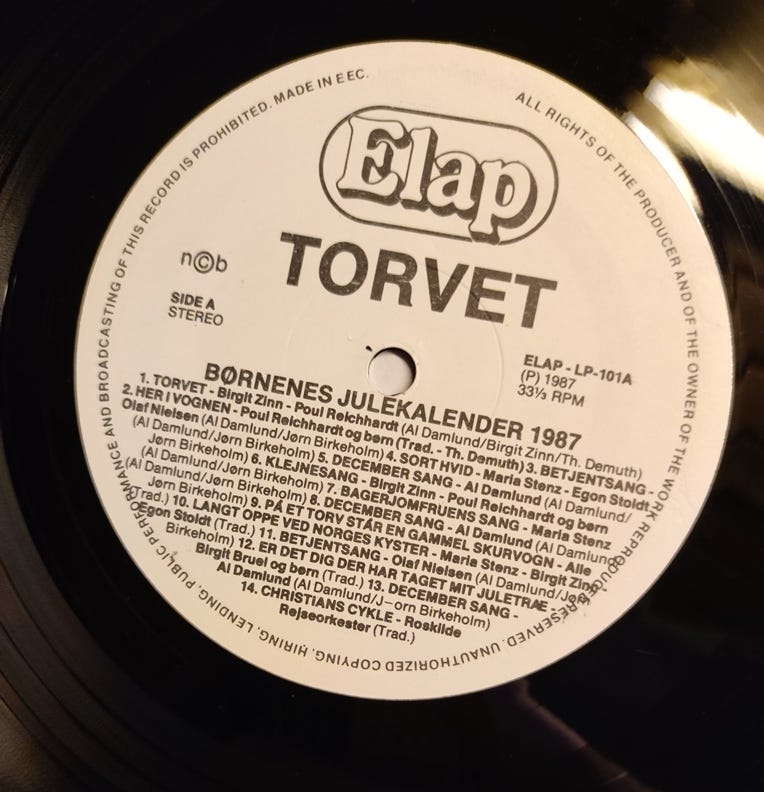 Elap
TORVET
n©b
SIDE A
STEREO
ELAP - LP-101A
(P) 1987
33⅓ RPM
BØRNENES JULEKALENDER 1987
1. TORVET - Birgit Zinn - Poul Reichhardt (Al Damlund/Birgit Zinn/Th. Demuth)
2. HER I VOGNEN - Poul Reichhardt og børn (Trad. - Th. Demuth) 3. BETJENTSANG -
Olaf Nielsen (Al Damlund/Jørn Birkeholm) 4. SORT HVID - Maria Stenz - Egon Stoldt
(Al Damlund/Jørn Birkeholm) 5. DECEMBER SANG - Al Damlund (Al Damlund/
Jørn Birkeholm) 6. KLEJNESANG - Birgit Zinn - Poul Reichhardt og børn
(Al Damlund/Jørn Birkeholm) 7. BAGERJOMFRUENS SANG - Maria Stenz
(Al Damlund/Jørn Birkeholm) 8. DECEMBER SANG - Al Damlund (Al Damlund/
Jørn Birkeholm) 9. PÅ ET TORV STÅR EN GAMMEL SKURVOGN - Alle
(Trad.) 10. LANGT OPPE VED NORGES KYSTER - Maria Stenz - Birgit Zinn
Egon Stoldt (Trad.) 11. BETJENTSANG - Olaf Nielsen (Al Damlund/Jørn
Birkeholm) 12. ER DET DIG DER HAR TAGET MIT JULETRÆ -
Birgit Bruel og børn (Trad.) 13. DECEMBER SANG -
Al Damlund (Al Damlund/J-orn Birkeholm)
14. CHRISTIANS CYKLE - Roskilde
Rejseorkester (Trad.)
ALL RIGHTS OF THE PRODUCER AND OF THE OWNER OF THE WORK REPRODUCED RESERVED. UNAUTHORIZED COPYING, HIRING, LENDING, PUBLIC PERFORMANCE AND BROADCASTING OF THIS RECORD IS PROHIBITED. MADE IN EEC.